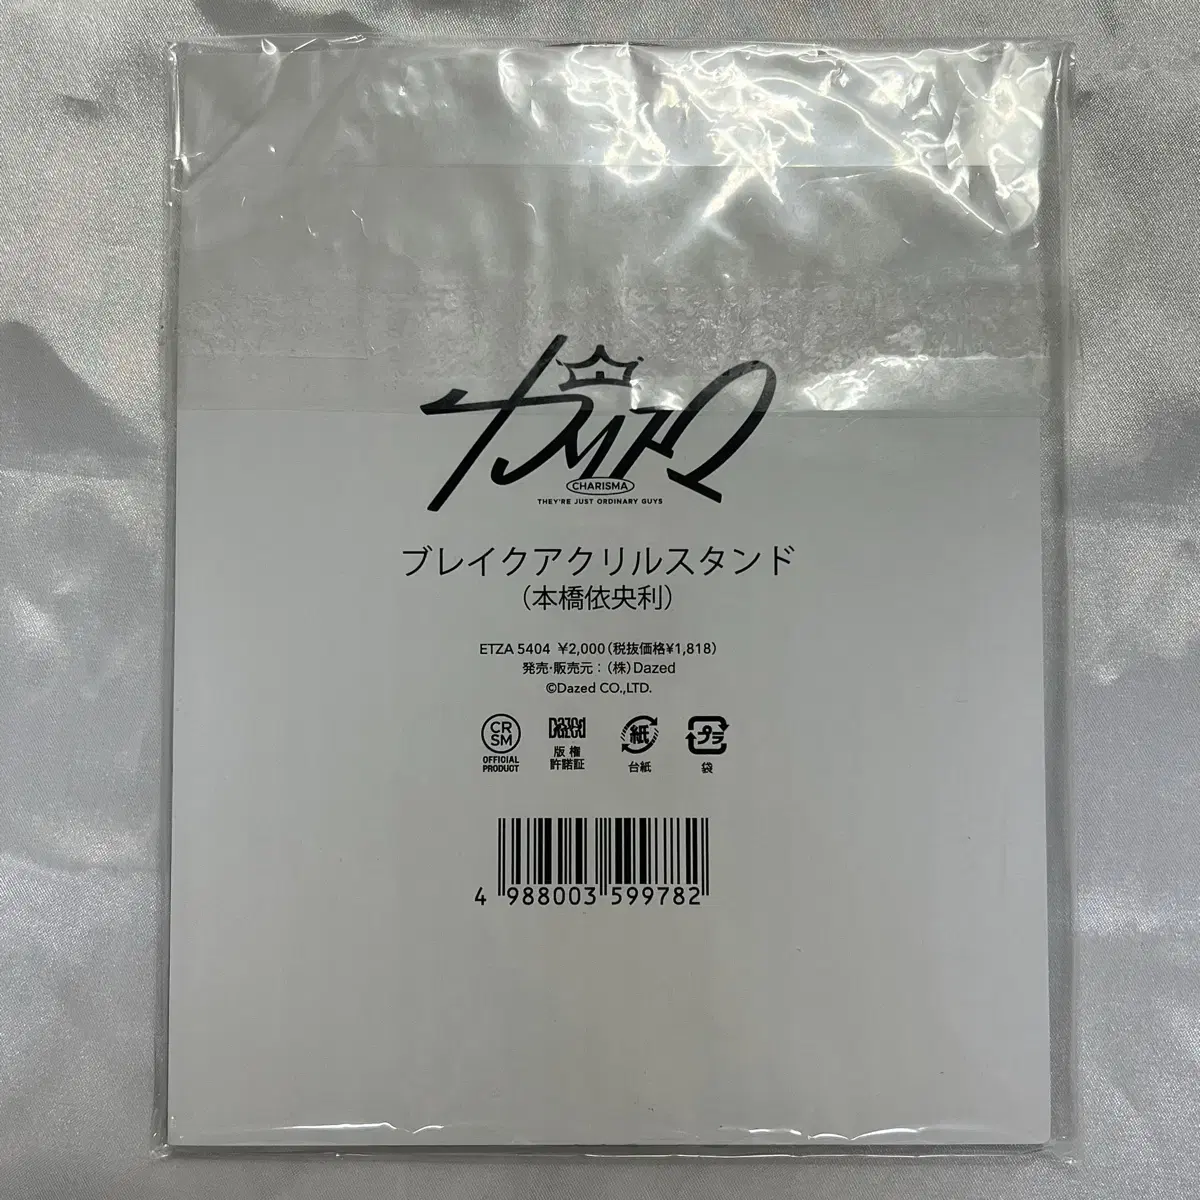 カリスマ
CHARISMA
THEY'RE JUST ORDINARY GUYS
ブレイクアクリルスタンド
（本橋依央利）
ETZA 5404 ¥2,000（税抜価格¥1,818）
発売・販売元：（株）Dazed
©Dazed CO.,LTD.
CR
SM
OFFICIAL
PRODUCT
Dazed
版権
許諾証
紙
台紙
プラ
袋
4 988003 599782